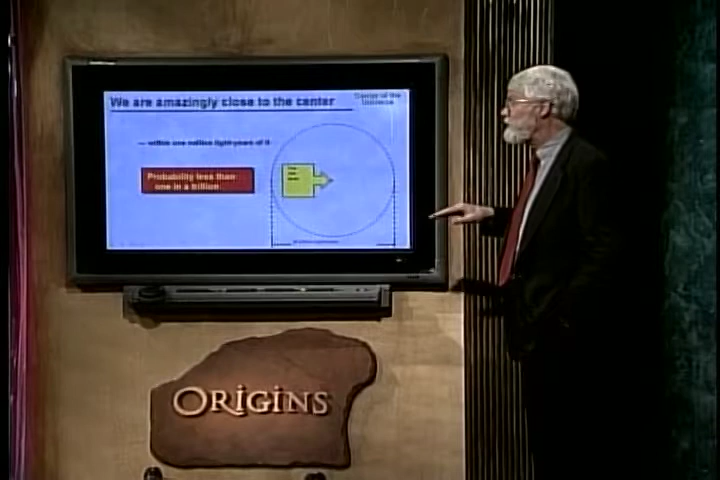 We are amazingly close to the center
Center of the
Universe
— within one million light-years of it
Probability less than
one in a trillion
ORIGINS